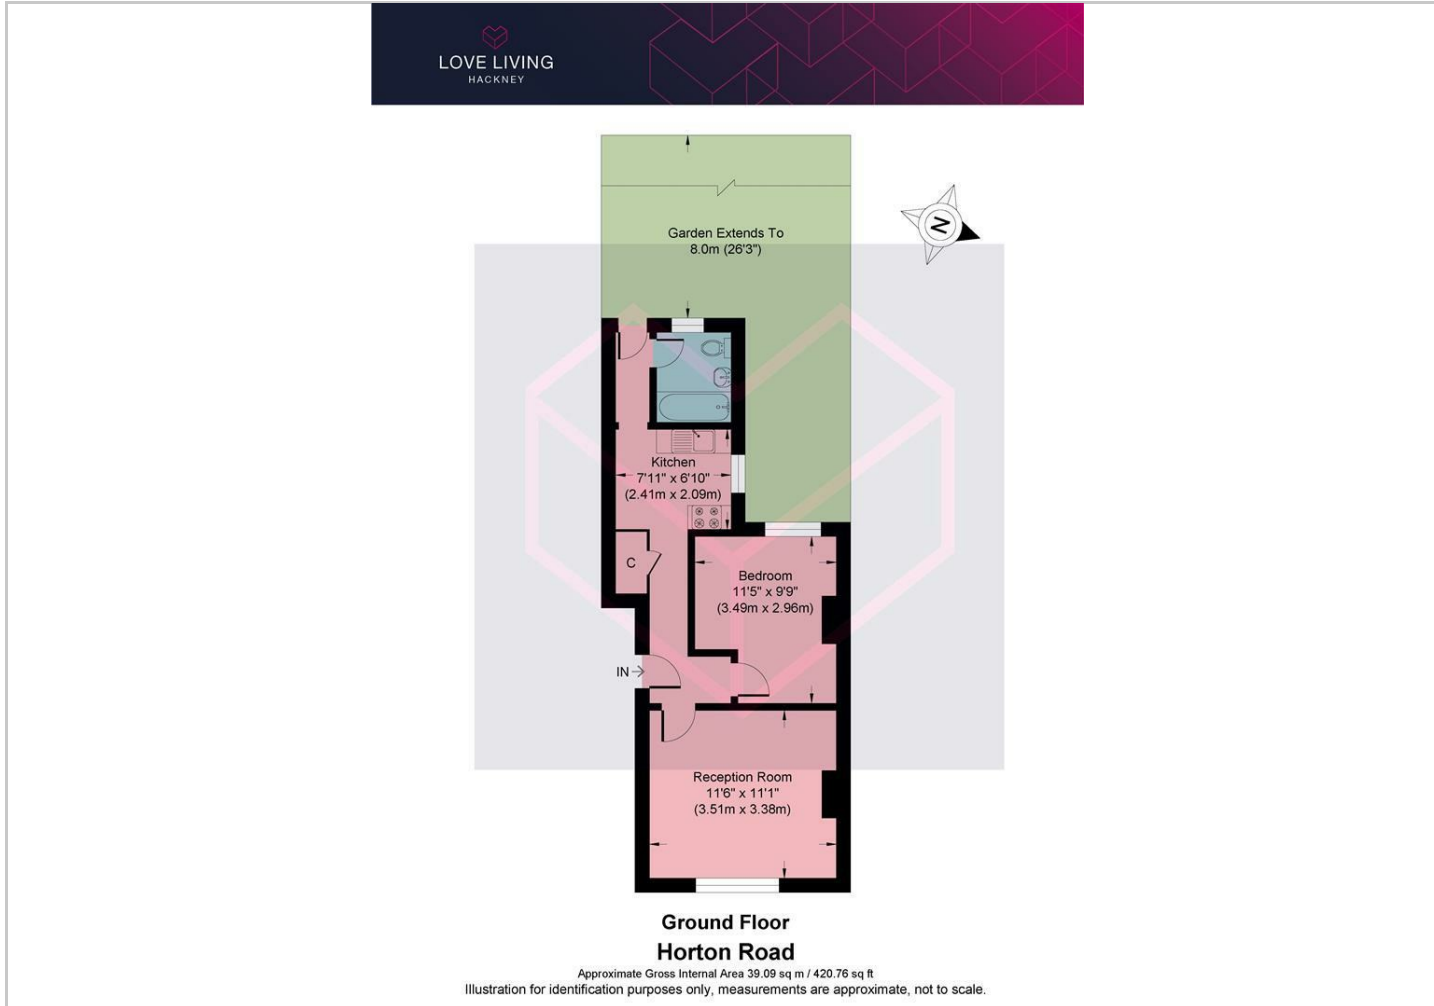 LOVE LIVING
HACKNEY
Garden Extends To
8.0m (26'3")
N
Kitchen
7'11" x 6'10"
(2.41m x 2.09m)
C
Bedroom
11'5" x 9'9"
(3.49m x 2.96m)
IN
Reception Room
11'6" x 11'1"
(3.51m x 3.38m)
Ground Floor
Horton Road
Approximate Gross Internal Area 39.09 sq m / 420.76 sq ft
Illustration for identification purposes only, measurements are approximate, not to scale.